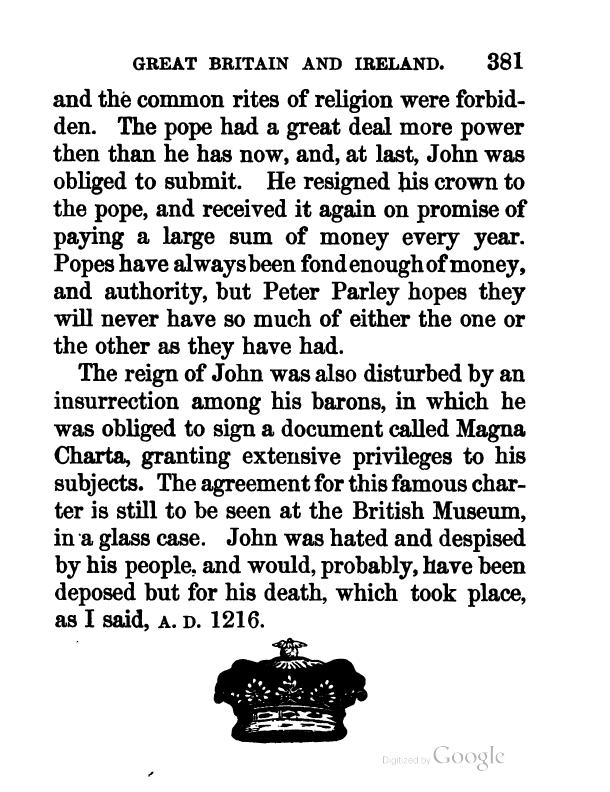 GREAT BRITAIN AND IRELAND. 381
and the common rites of religion were forbid-
den. The pope had a great deal more power
then than he has now, and, at last, John was
obliged to submit. He resigned his crown to
the pope, and received it again on promise of
paying a large sum of money every year.
Popes have always been fond enough of money,
and authority, but Peter Parley hopes they
will never have so much of either the one or
the other as they have had.
The reign of John was also disturbed by an
insurrection among his barons, in which he
was obliged to sign a document called Magna
Charta, granting extensive privileges to his
subjects. The agreement for this famous char-
ter is still to be seen at the British Museum,
in a glass case. John was hated and despised
by his people, and would, probably, have been
deposed but for his death, which took place,
as I said, A. D. 1216.
Digitized by Google